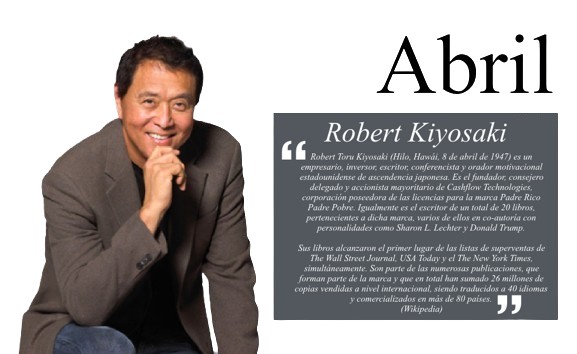 Abril
Robert Kiyosaki
Robert Toru Kiyosaki (Hilo, Hawái, 8 de abril de 1947) es un
empresario, inversor, escritor, conferencista y orador motivacional
estadounidense de ascendencia japonesa. Es el fundador, consejero
delegado y accionista mayoritario de Cashflow Technologies,
corporación poseedora de las licencias para la marca Padre Rico
Padre Pobre. Igualmente es el escritor de un total de 20 libros,
pertenecientes a dicha marca, varios de ellos en co-autoría con
personalidades como Sharon L. Lechter y Donald Trump.
Sus libros alcanzaron el primer lugar de las listas de superventas de
The Wall Street Journal, USA Today y el The New York Times,
simultáneamente. Son parte de las numerosas publicaciones, que
forman parte de la marca y que en total han sumado 26 millones de
copias vendidas a nivel internacional, siendo traducidos a 40 idiomas
y comercializados en más de 80 países.
(Wikipedia)